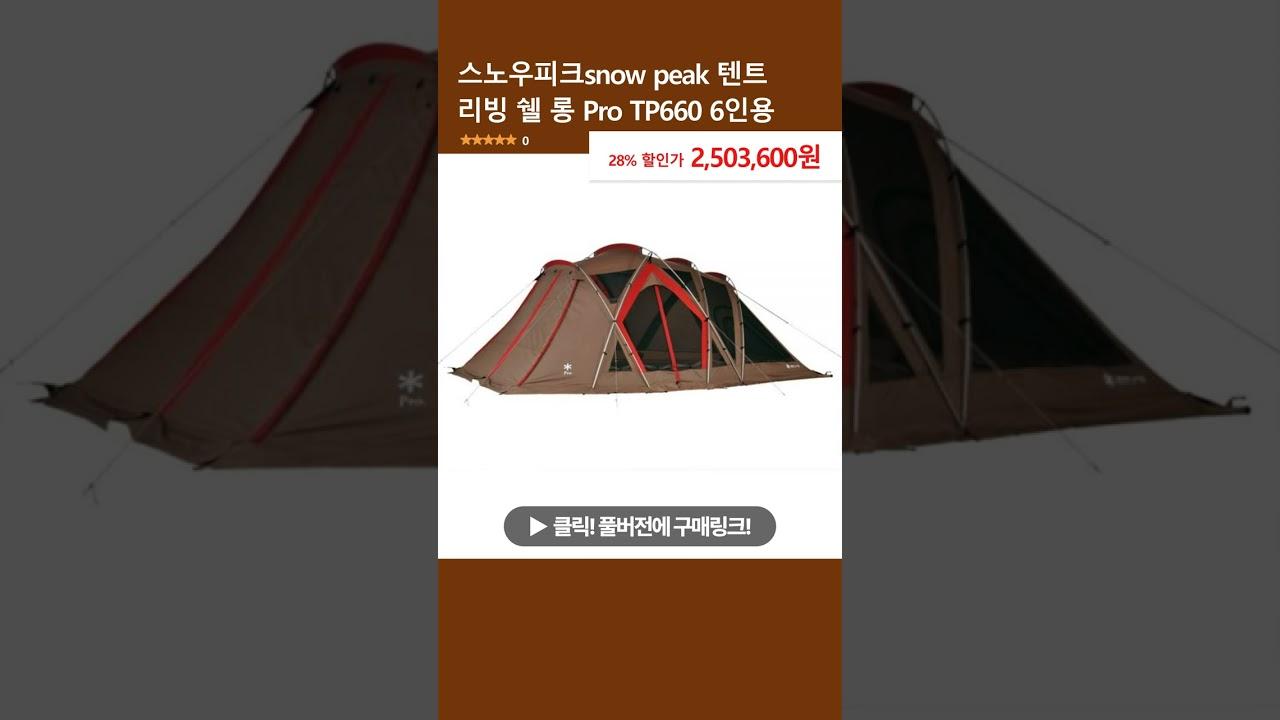 스노우피크snow peak 텐트
리빙 쉘 롱 Pro TP660 6인용
★★★★★ 0
28% 할인가 2,503,600원
Pro.
▶ 클릭! 풀버전에 구매링크!
Pro.